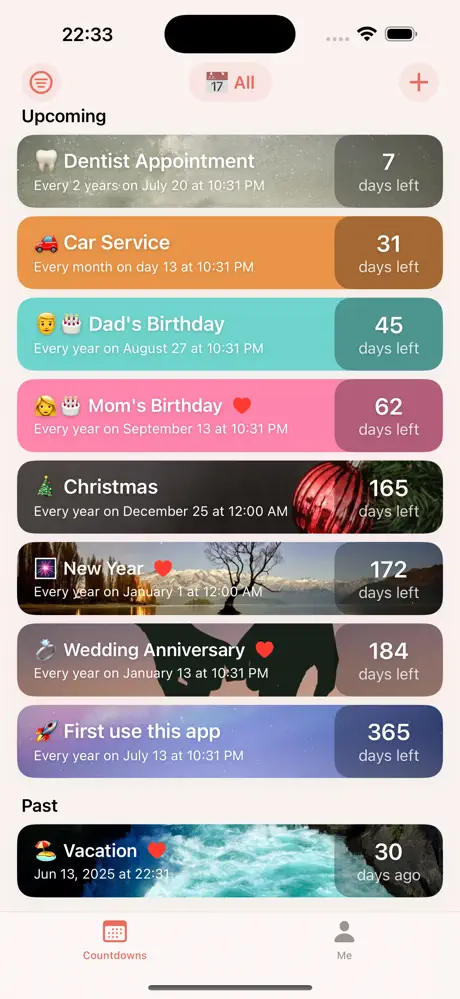 22:33
17
All
Upcoming
Dentist Appointment
Every 2 years on July 20 at 10:31 PM
7
days left
Car Service
Every month on day 13 at 10:31 PM
31
days left
Dad's Birthday
Every year on August 27 at 10:31 PM
45
days left
Mom's Birthday
Every year on September 13 at 10:31 PM
62
days left
Christmas
Every year on December 25 at 12:00 AM
165
days left
New Year
Every year on January 1 at 12:00 AM
172
days left
Wedding Anniversary
Every year on January 13 at 10:31 PM
184
days left
First use this app
Every year on July 13 at 10:31 PM
365
days left
Past
Vacation
Jun 13, 2025 at 22:31
30
days ago
Countdowns
Me